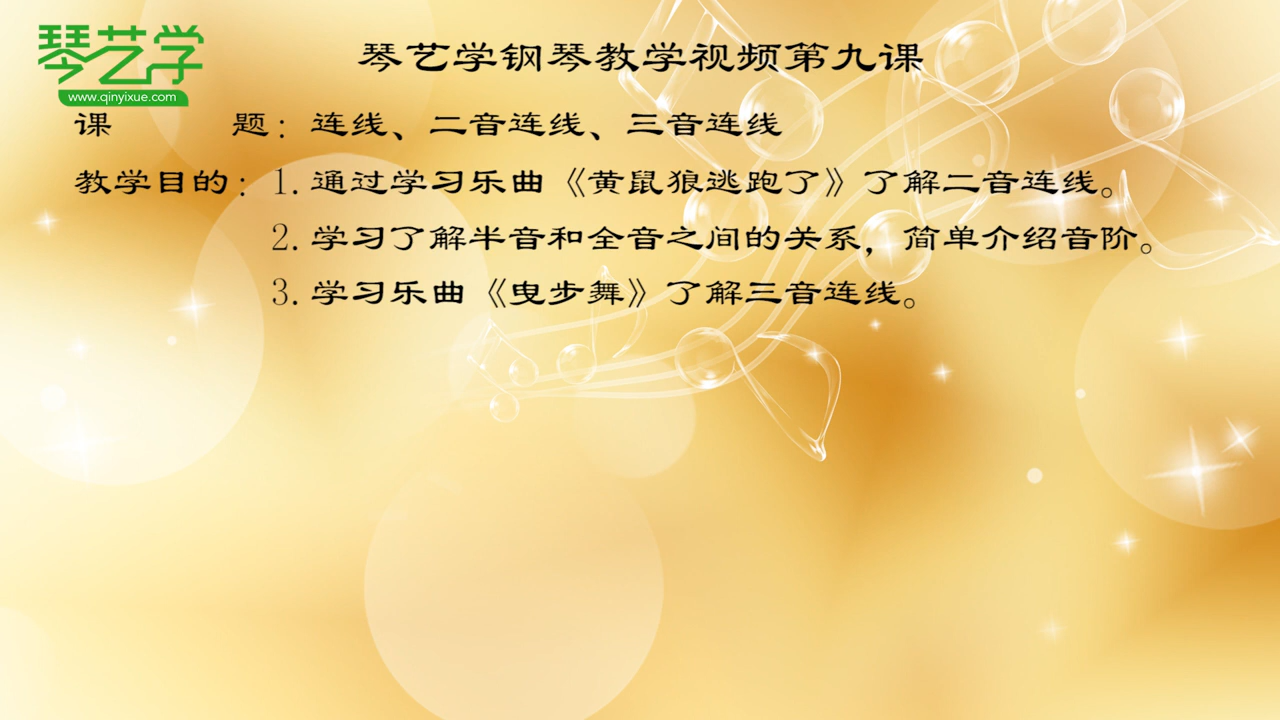 琴艺学
www.qinyixue.com
琴艺学钢琴教学视频第九课
课 题：连线、二音连线、三音连线
教学目的：1.通过学习乐曲《黄鼠狼逃跑了》了解二音连线。
2.学习了解半音和全音之间的关系，简单介绍音阶。
3.学习乐曲《曳步舞》了解三音连线。